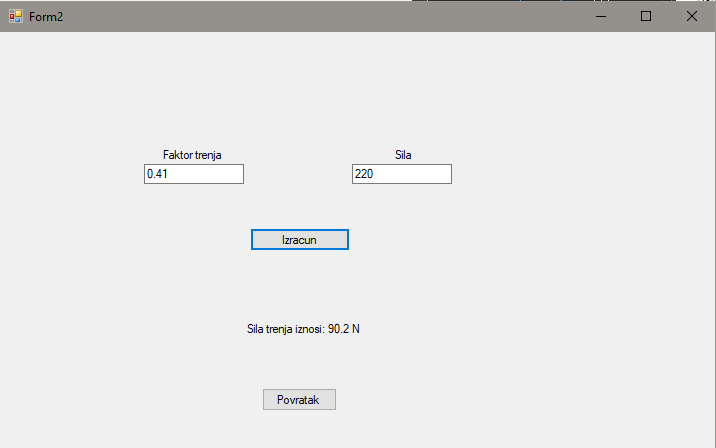 Form2
Faktor trenja
Sila
0.41
220
Izracun
Sila trenja iznosi: 90.2 N
Povratak